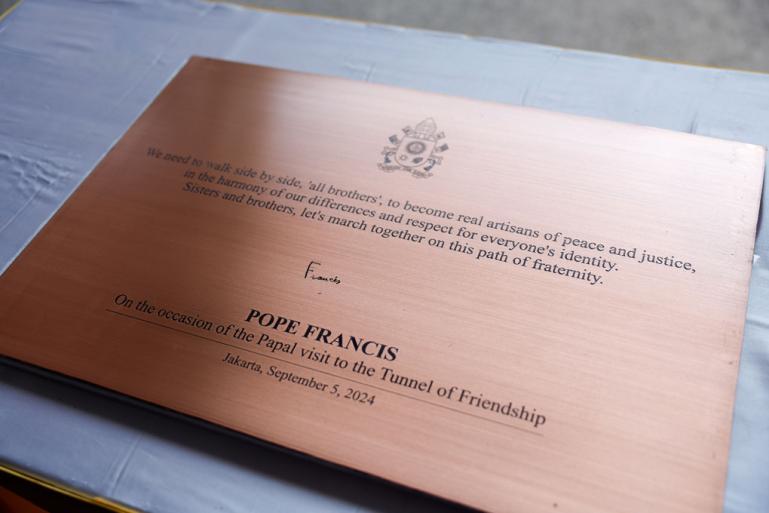 We need to walk side by side, 'all brothers', to become real artisans of peace and justice,
in the harmony of our differences and respect for everyone's identity.
Sisters and brothers, let's march together on this path of fraternity.
Francis
POPE FRANCIS
On the occasion of the Papal visit to the Tunnel of Friendship
Jakarta, September 5, 2024